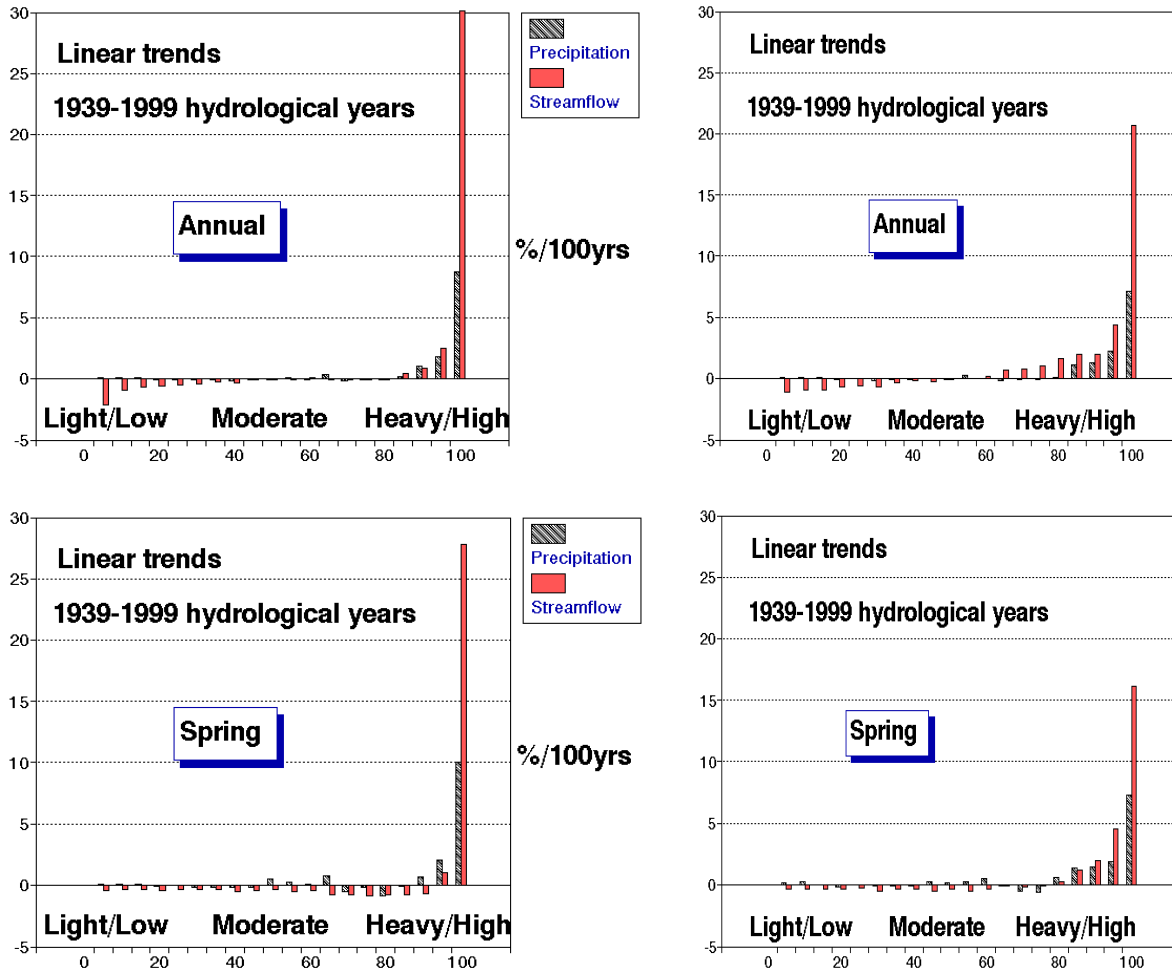 30
25
20
15
10
5
0
-5
Linear trends
1939-1999 hydrological years
Annual
Light/Low Moderate Heavy/High
0 20 40 60 80 100
Precipitation
Streamflow
%/100yrs
30
25
20
15
10
5
0
-5
Linear trends
1939-1999 hydrological years
Annual
Light/Low Moderate Heavy/High
0 20 40 60 80 100
30
25
20
15
10
5
0
-5
Linear trends
1939-1999 hydrological years
Spring
Light/Low Moderate Heavy/High
0 20 40 60 80 100
Precipitation
Streamflow
%/100yrs
30
25
20
15
10
5
0
-5
Linear trends
1939-1999 hydrological years
Spring
Light/Low Moderate Heavy/High
0 20 40 60 80 100